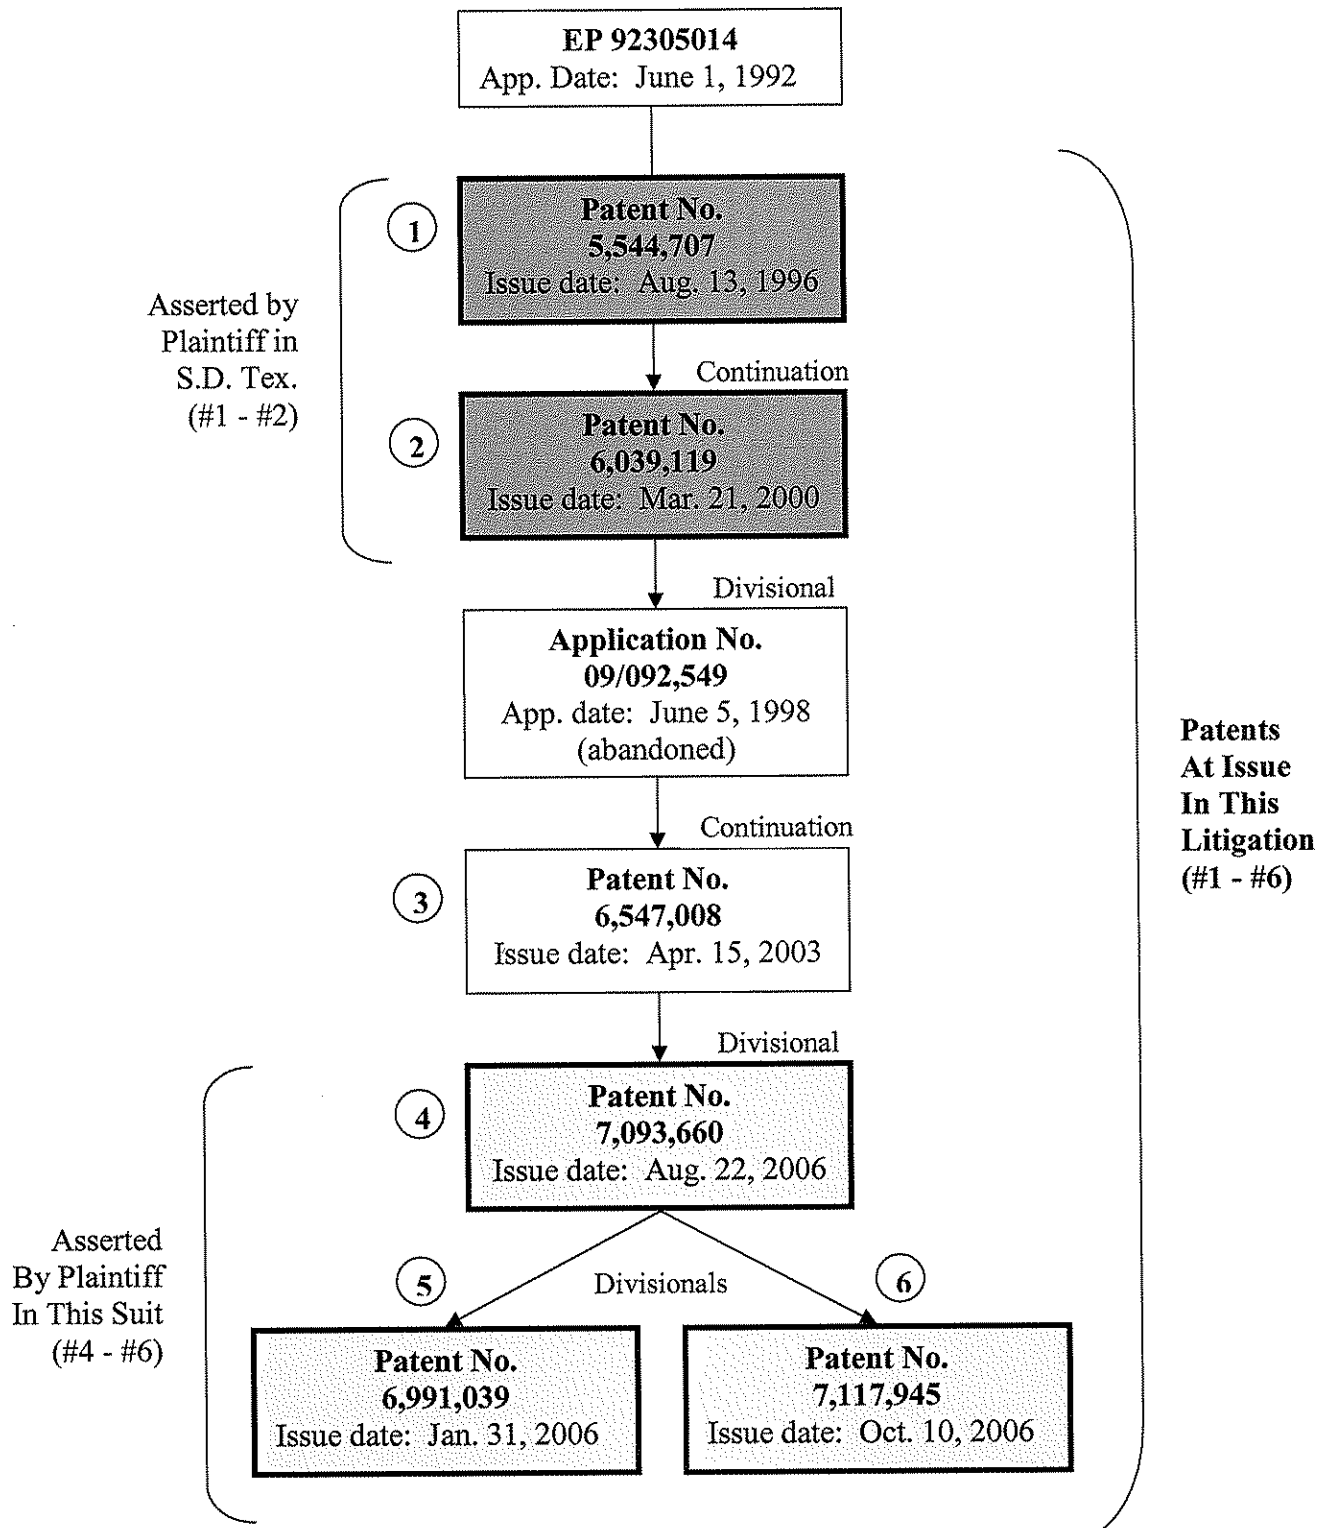 EP 92305014
App. Date: June 1, 1992
1
Patent No.
5,544,707
Issue date: Aug. 13, 1996
Asserted by
Plaintiff in
S.D. Tex.
(#1 - #2)
Continuation
2
Patent No.
6,039,119
Issue date: Mar. 21, 2000
Divisional
Application No.
09/092,549
App. date: June 5, 1998
(abandoned)
Patents
At Issue
In This
Litigation
(#1 - #6)
Continuation
3
Patent No.
6,547,008
Issue date: Apr. 15, 2003
Divisional
4
Patent No.
7,093,660
Issue date: Aug. 22, 2006
Asserted
By Plaintiff
In This Suit
(#4 - #6)
5
Divisionals
6
Patent No.
6,991,039
Issue date: Jan. 31, 2006
Patent No.
7,117,945
Issue date: Oct. 10, 2006